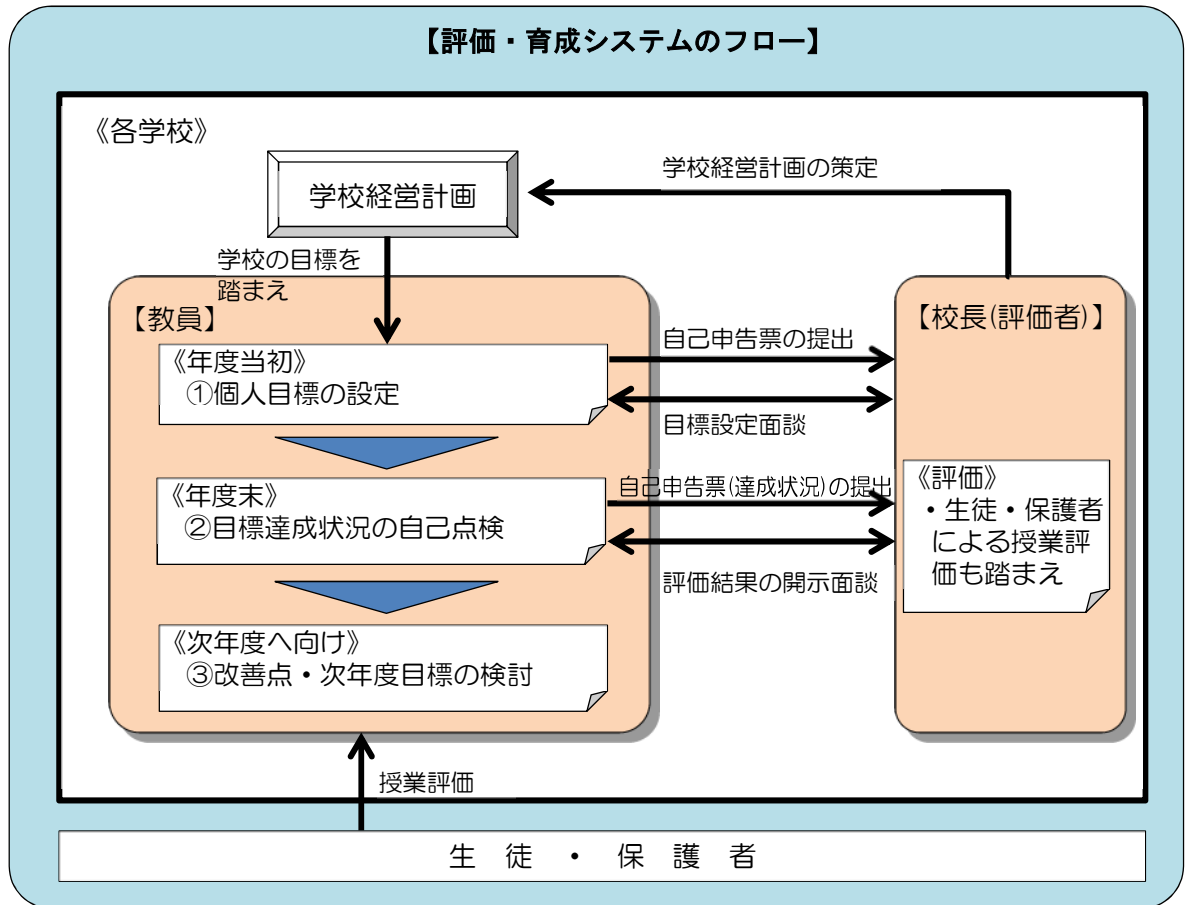 【評価・育成システムのフロー】
《各学校》
学校経営計画の策定
学校経営計画
学校の目標を
踏まえ
【教員】
《年度当初》
①個人目標の設定
《年度末》
②目標達成状況の自己点検
《次年度へ向け》
③改善点・次年度目標の検討
自己申告票の提出
目標設定面談
自己申告票(達成状況)の提出
評価結果の開示面談
【校長(評価者)】
《評価》
・生徒・保護者
による授業評
価も踏まえ
授業評価
生 徒 ・ 保 護 者